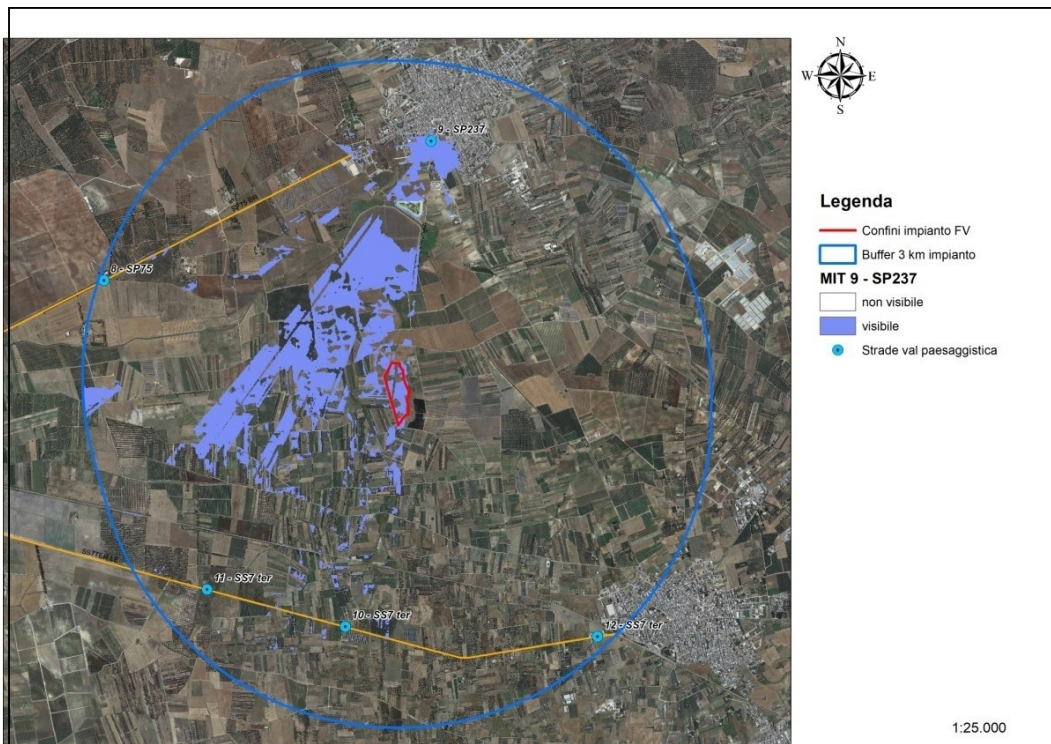 N
W
E
S
9 - SP237
8 - SP75
11 - SS7 ter
10 - SS7 ter
12 - SS7 ter
Legenda
Confini impianto FV
Buffer 3 km impianto
MIT 9 - SP237
non visibile
visibile
Strade val paesaggistica
1:25.000